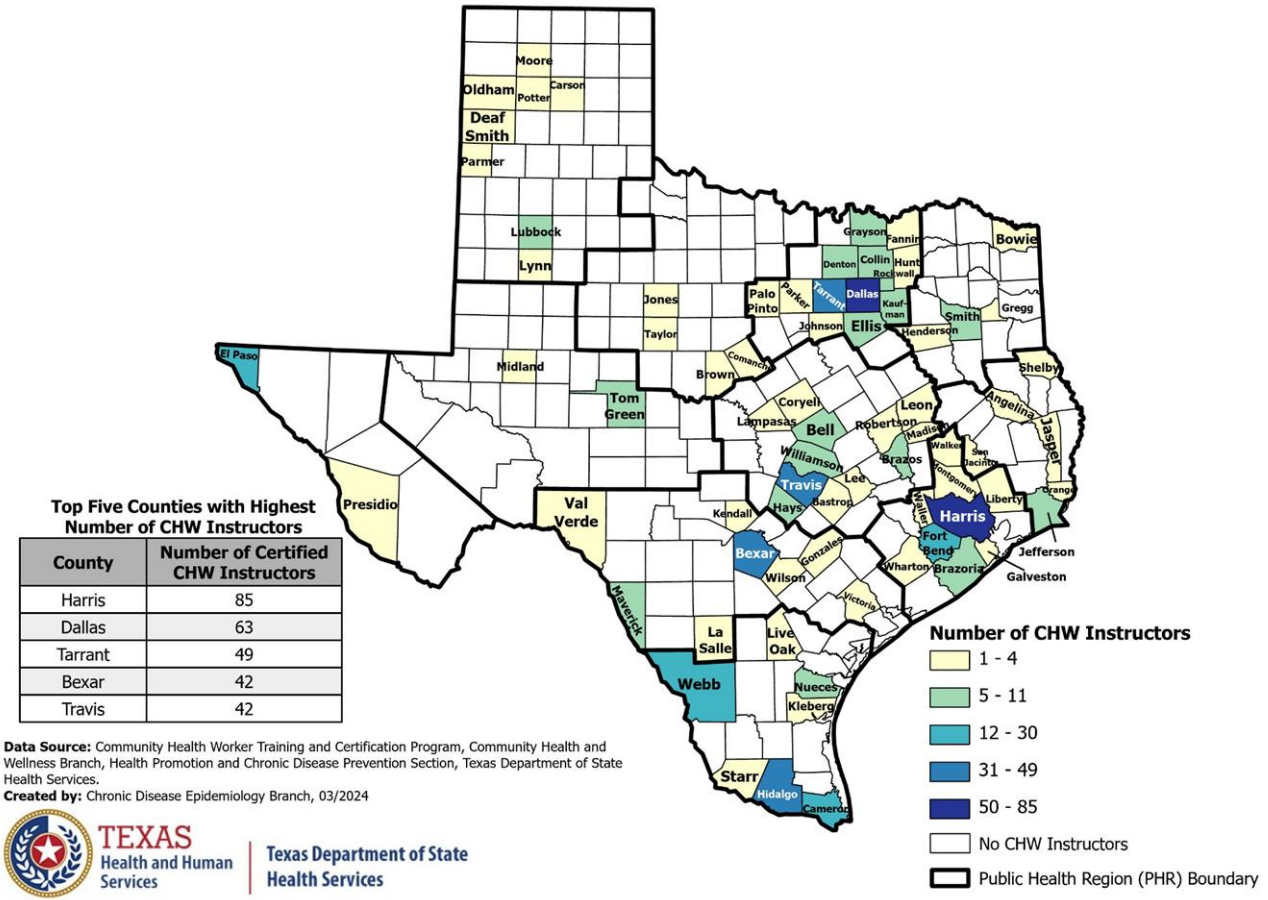 Moore
Oldham
Potter
Carson
Deaf
Smith
Parmer
Lubbock
Lynn
Grayson
Fannin
Bowie
Denton
Collin
Hunt
Rockwall
Jones
Palo
Pinto
Parker
Tarrant
Dallas
Kauf-
man
Smith
Gregg
Taylor
Johnson
Ellis
Henderson
El Paso
Midland
Brown
Comanche
Shelby
Tom
Green
Coryell
Leon
Angelina
Lampasas
Bell
Robertson
Madison
Jasper
Williamson
Brazos
Walker
San
Jacinto
Travis
Lee
Montgomery
Orange
Presidio
Val
Verde
Hays
Bastrop
Waller
Liberty
Kendall
Harris
Bexar
Gonzales
Fort
Bend
Jefferson
Wharton
Brazoria
Galveston
Wilson
Maverick
Victoria
La
Salle
Live
Oak
Webb
Nueces
Kleberg
Starr
Hidalgo
Cameron
Top Five Counties with Highest
Number of CHW Instructors
County Number of Certified
CHW Instructors
Harris 85
Dallas 63
Tarrant 49
Bexar 42
Travis 42
Number of CHW Instructors
1 - 4
5 - 11
12 - 30
31 - 49
50 - 85
No CHW Instructors
Public Health Region (PHR) Boundary
Data Source: Community Health Worker Training and Certification Program, Community Health and
Wellness Branch, Health Promotion and Chronic Disease Prevention Section, Texas Department of State
Health Services.
Created by: Chronic Disease Epidemiology Branch, 03/2024
TEXAS
Health and Human
Services
Texas Department of State
Health Services